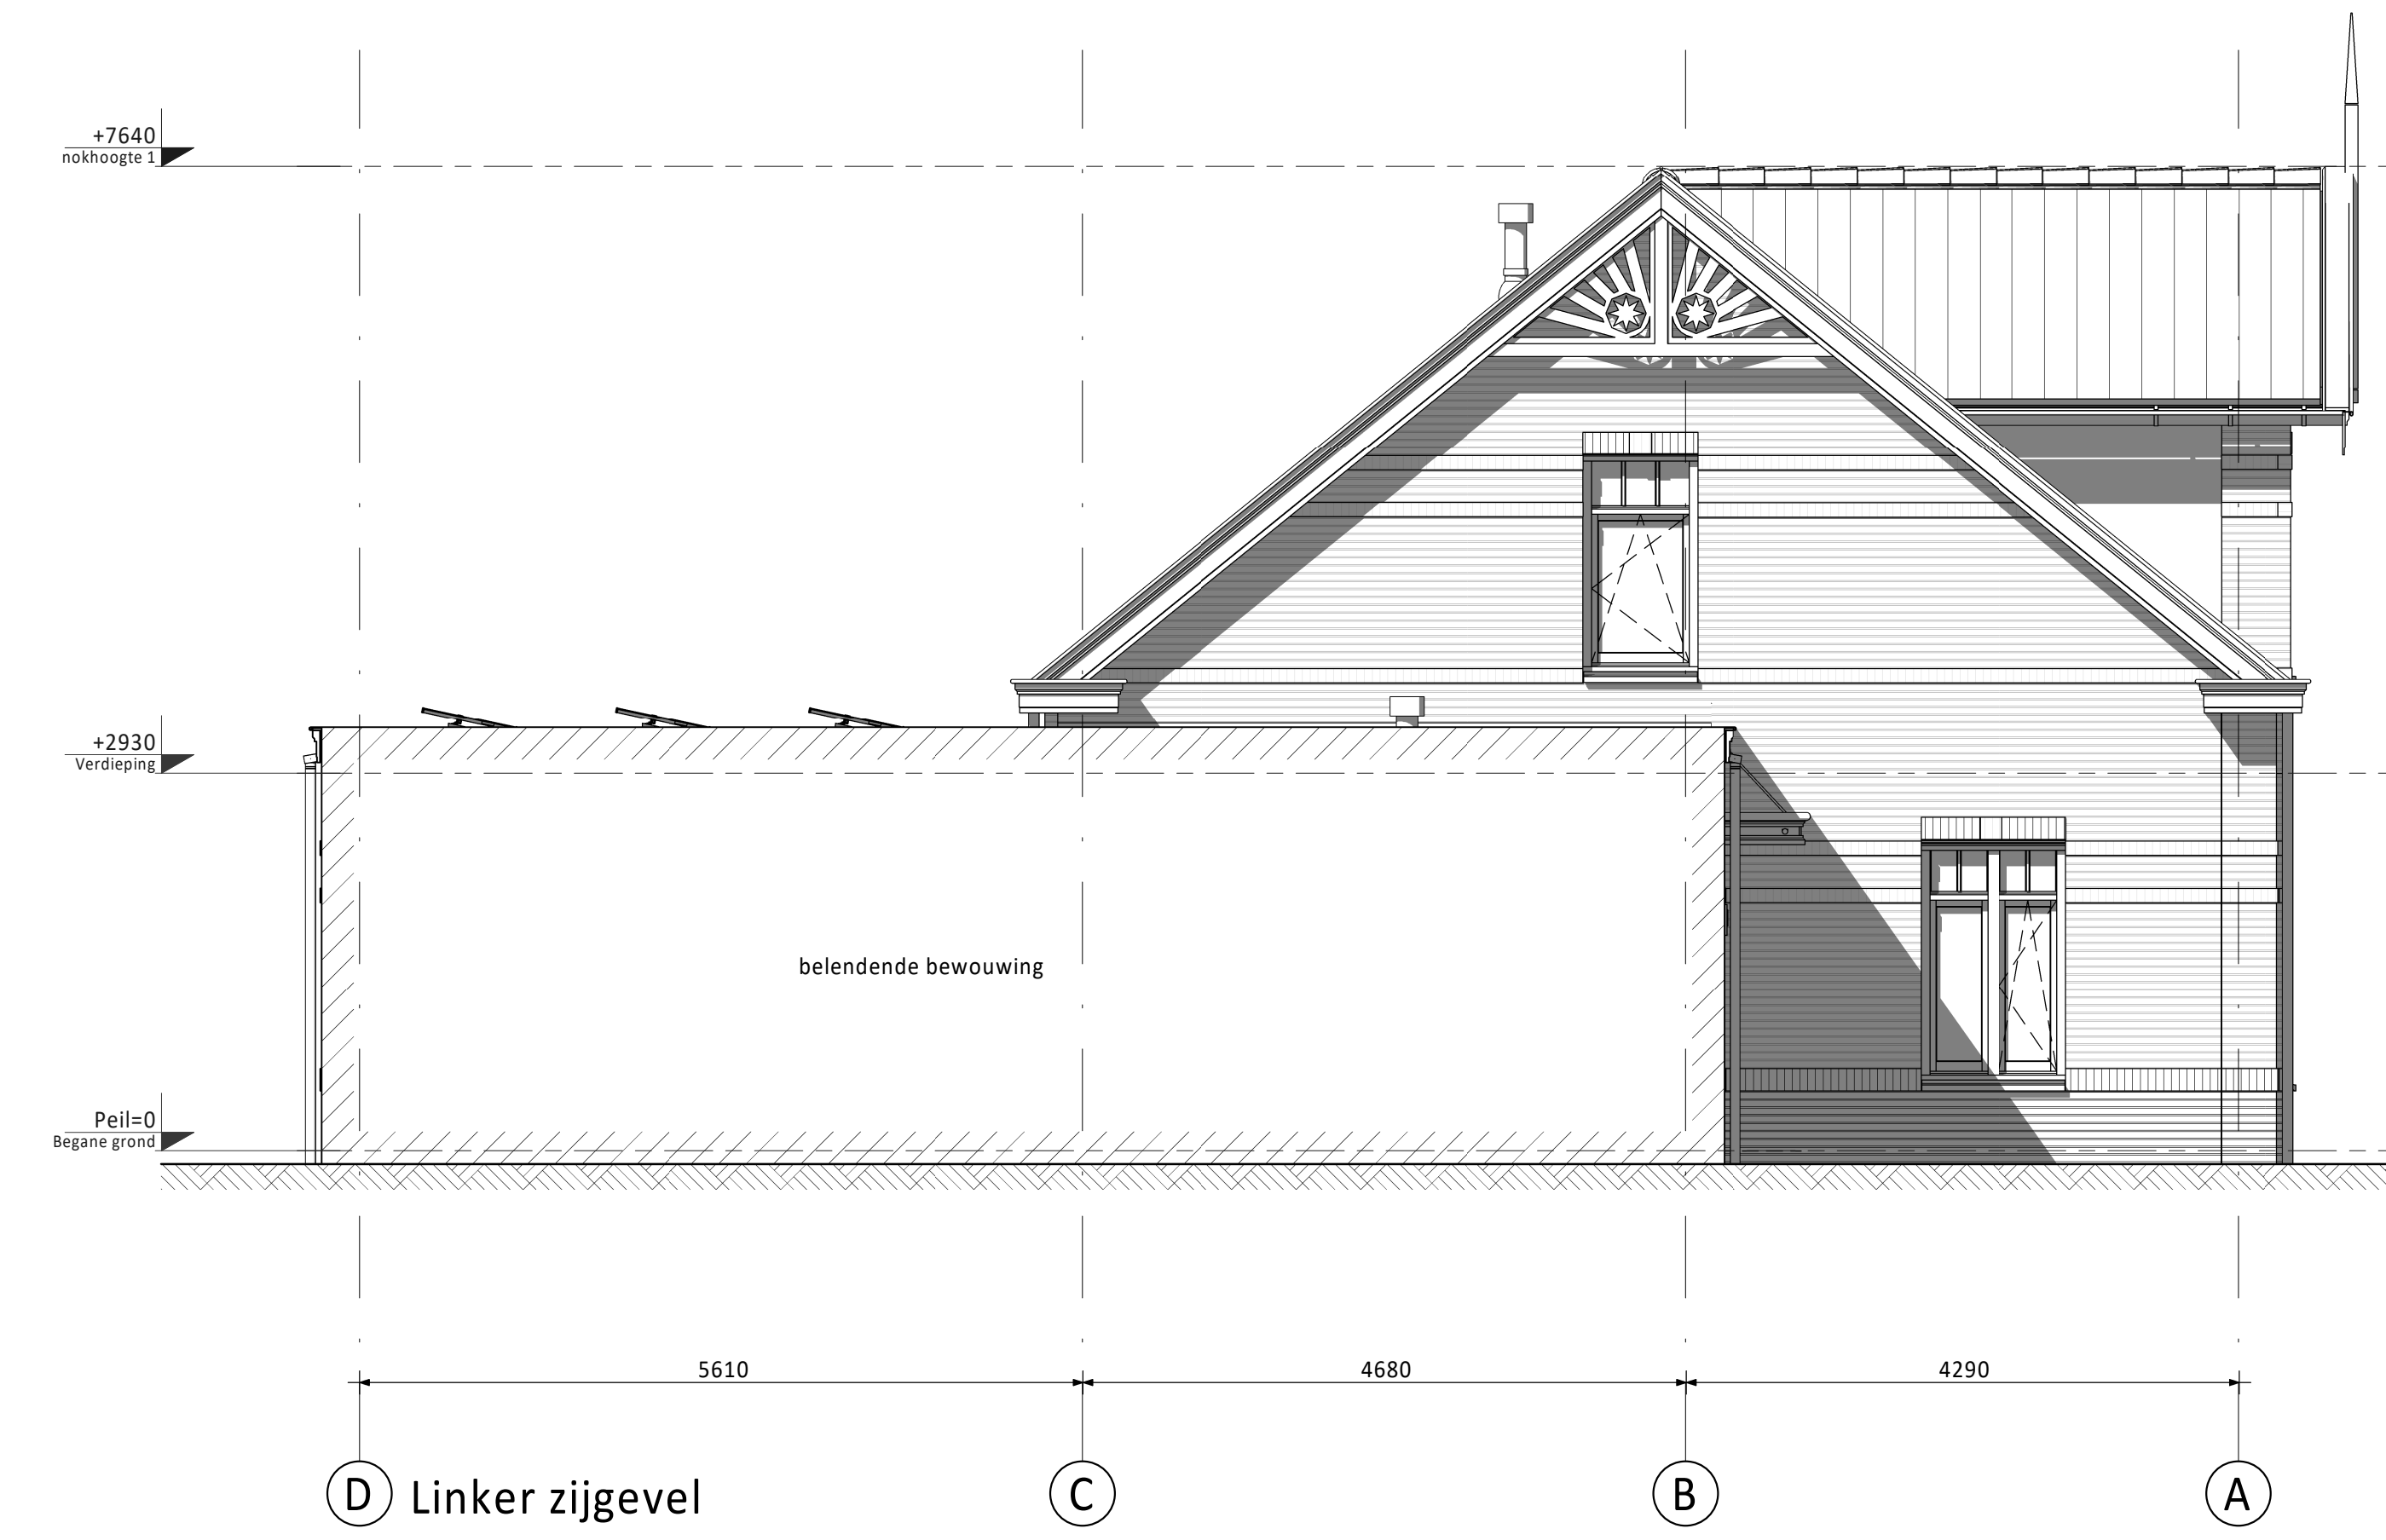 +7640
nokhoogte 1
+2930
Verdieping
belendende bewouwing
Peil=0
Begane grond
5610
4680
4290
D
Linker zijgevel
C
B
A